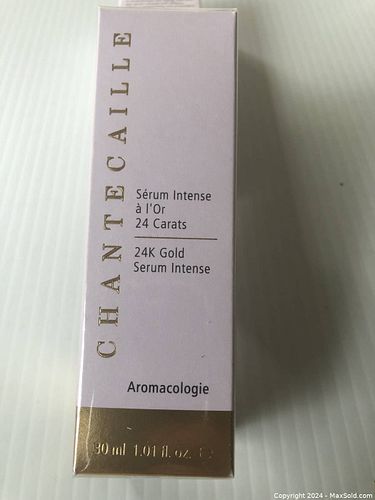 CHANTECAILLE
Sérum Intense
à l'Or
24 Carats
24K Gold
Serum Intense
Aromacologie
30 ml 1.01 fl. oz. e
Copyright 2024 - MaxSold.com